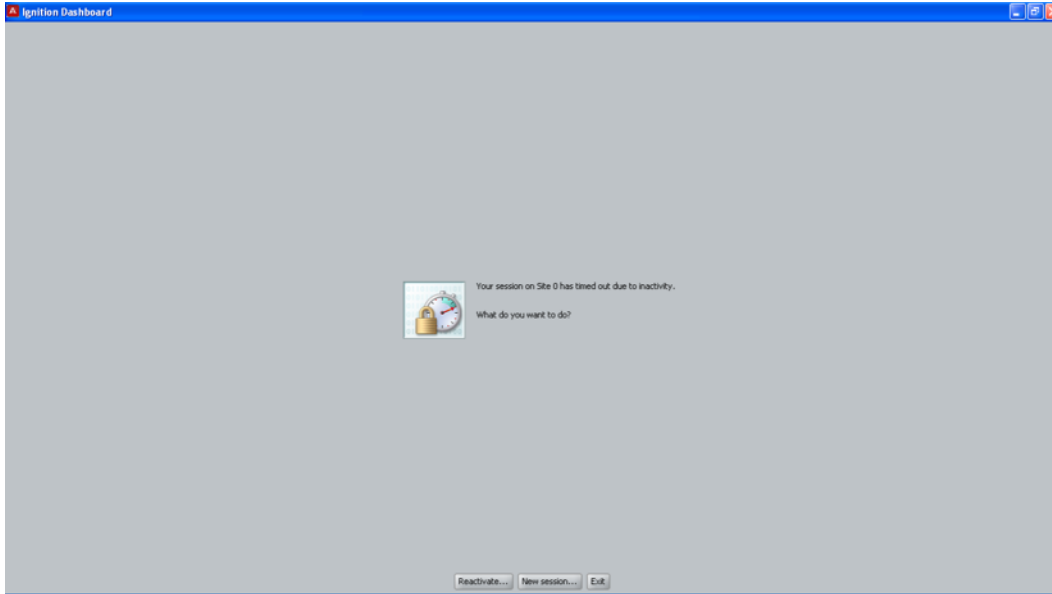 Ignition Dashboard
Your session on Site 0 has timed out due to inactivity.
What do you want to do?
Reactivate... New session... Exit